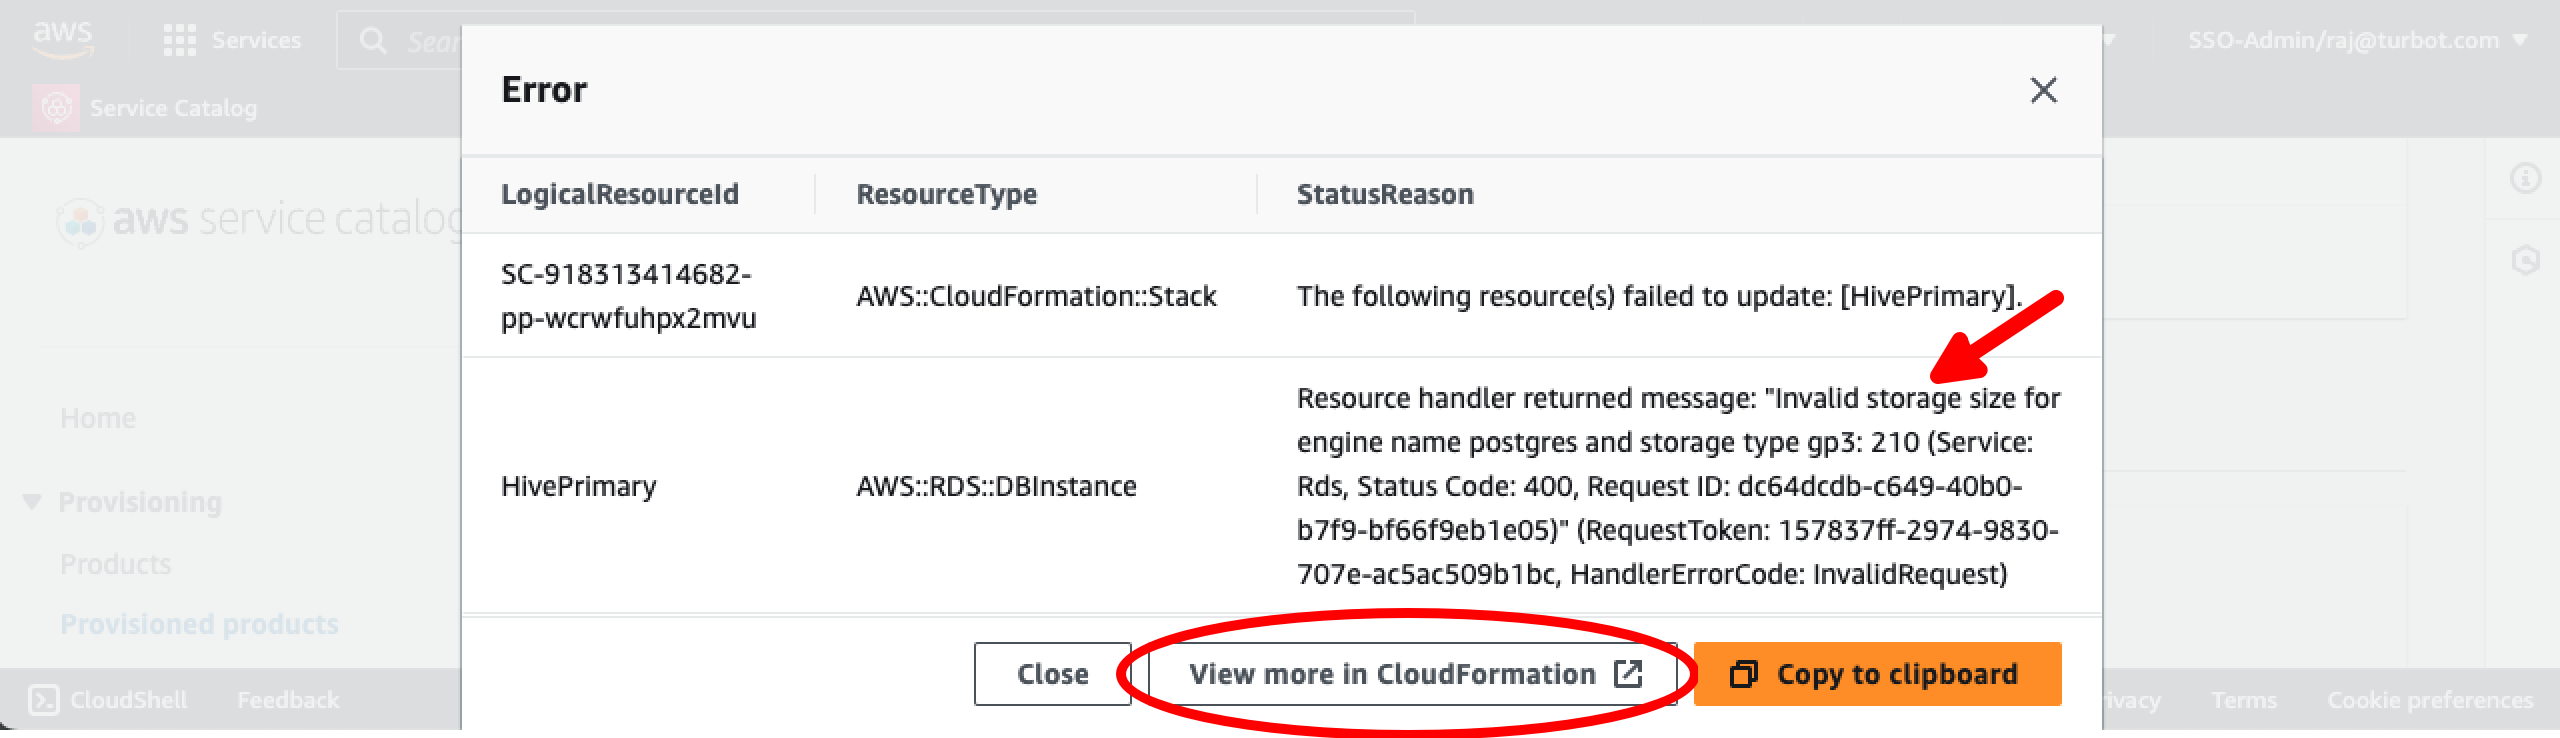 aws
Services
Sear
SSO-Admin/raj@turbot.com
Service Catalog
Error
LogicalResourceId
ResourceType
StatusReason
aws service catalog
SC-918313414682-
pp-wcrwfuhpx2mvu
AWS::CloudFormation::Stack
The following resource(s) failed to update: [HivePrimary].
HivePrimary
AWS::RDS::DBInstance
Resource handler returned message: "Invalid storage size for
engine name postgres and storage type gp3: 210 (Service:
Rds, Status Code: 400, Request ID: dc64dcdb-c649-40b0-
b7f9-bf66f9eb1e05)" (RequestToken: 157837ff-2974-9830-
707e-ac5ac509b1bc, HandlerErrorCode: InvalidRequest)
Home
Provisioning
Products
Provisioned products
Close
View more in CloudFormation
Copy to clipboard
CloudShell
Feedback
rivacy
Terms
Cookie preferences